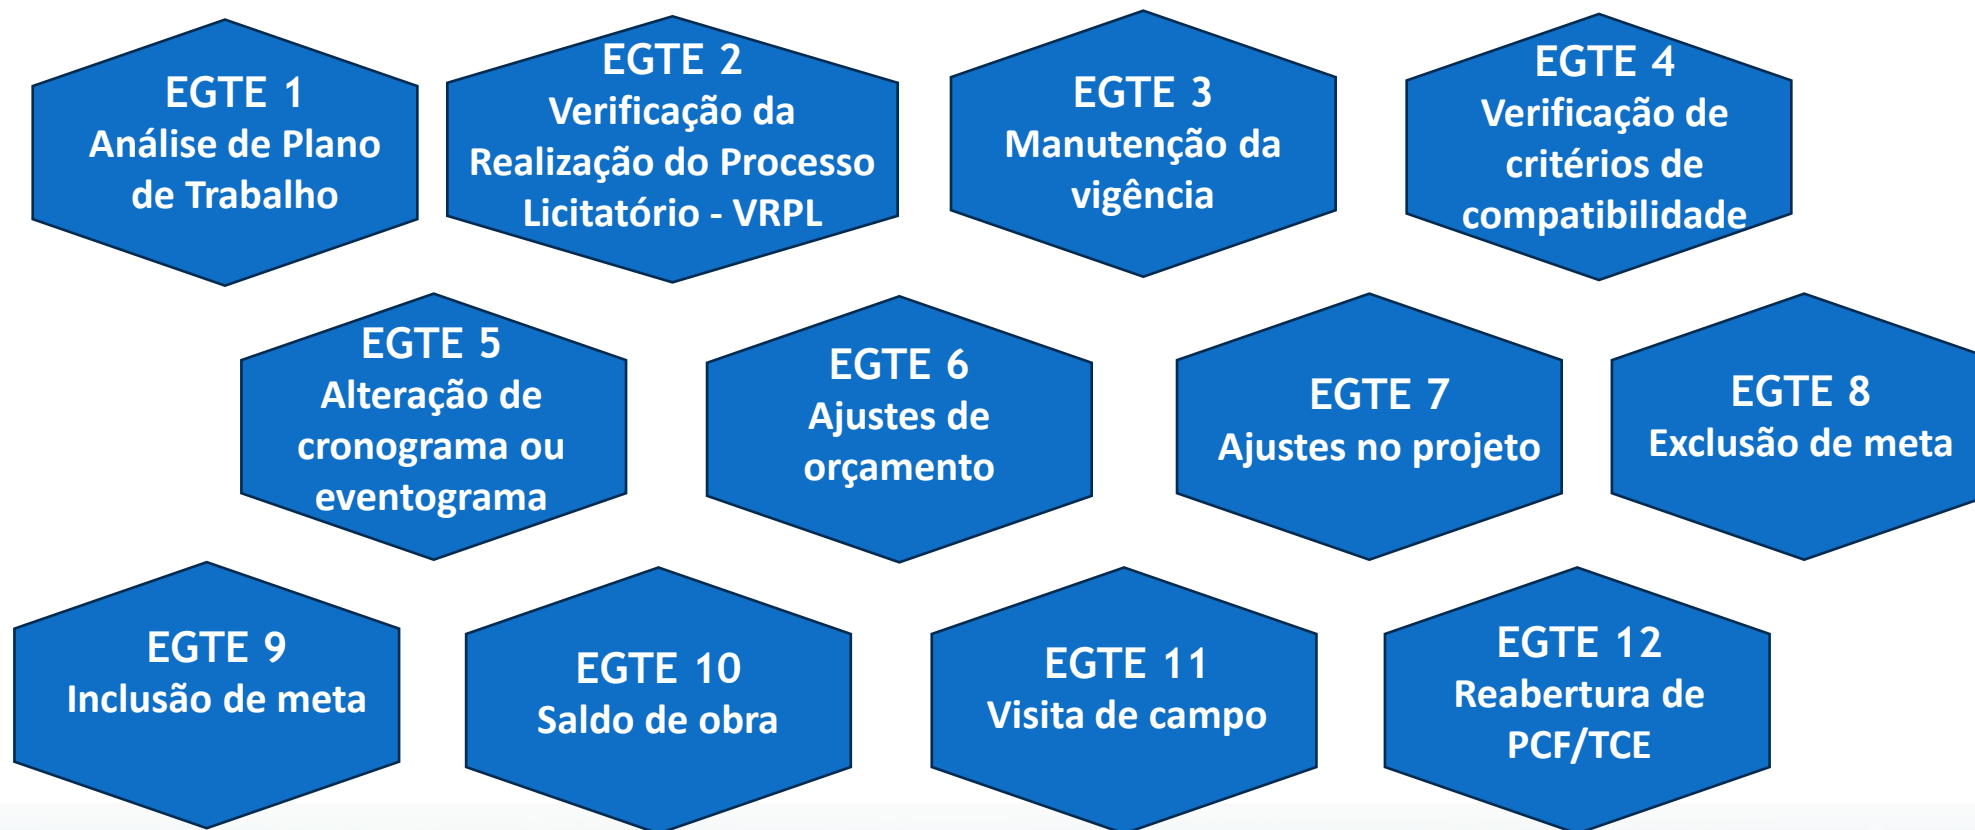 EGTE 1
Análise de Plano
de Trabalho
EGTE 2
Verificação da
Realização do Processo
Licitatório - VRPL
EGTE 3
Manutenção da
vigência
EGTE 4
Verificação de
critérios de
compatibilidade
EGTE 5
Alteração de
cronograma ou
eventograma
EGTE 6
Ajustes de
orçamento
EGTE 7
Ajustes no projeto
EGTE 8
Exclusão de meta
EGTE 9
Inclusão de meta
EGTE 10
Saldo de obra
EGTE 11
Visita de campo
EGTE 12
Reabertura de
PCF/TCE